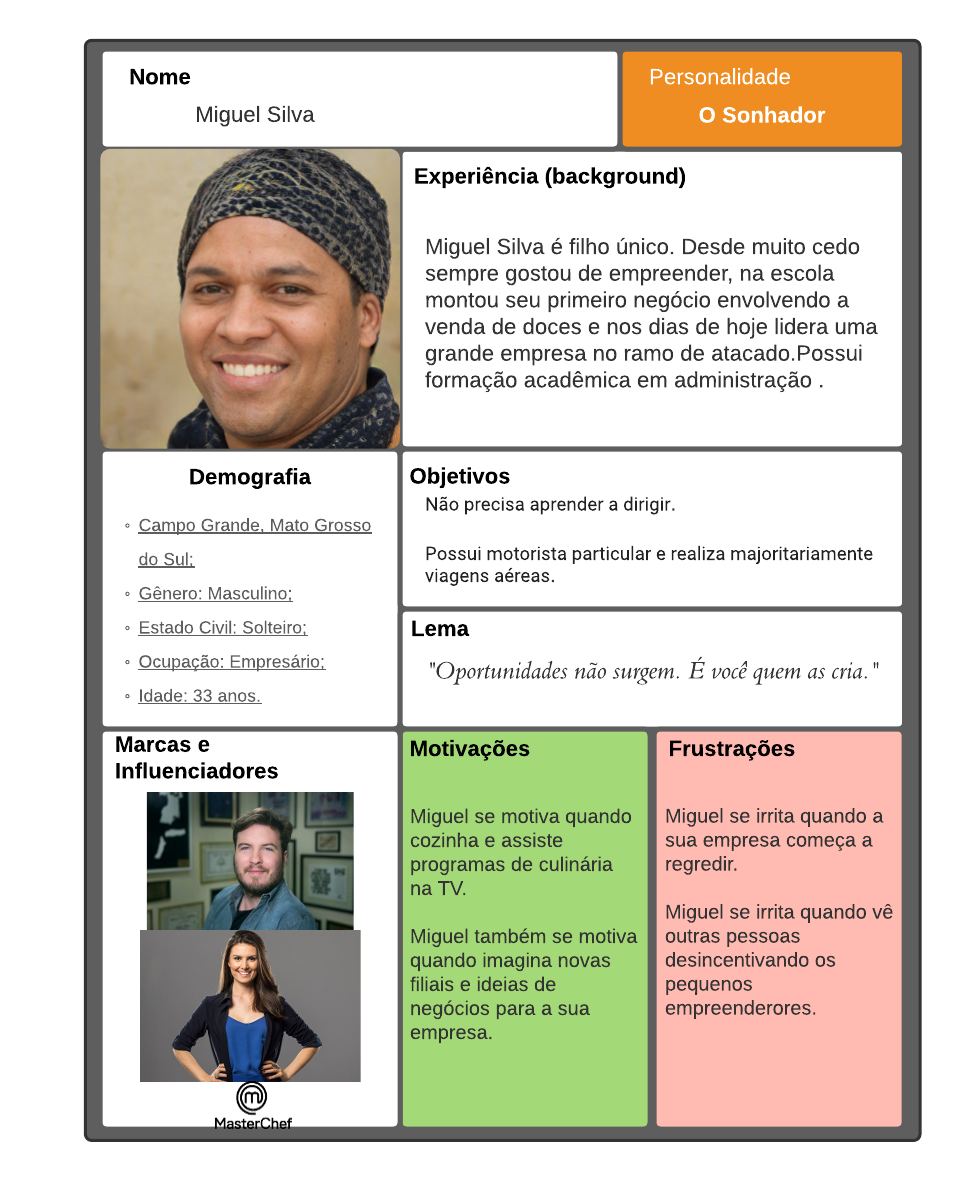 Nome
Miguel Silva
Personalidade
O Sonhador
Experiência (background)
Miguel Silva é filho único. Desde muito cedo
sempre gostou de empreender, na escola
montou seu primeiro negócio envolvendo a
venda de doces e nos dias de hoje lidera uma
grande empresa no ramo de atacado.Possui
formação acadêmica em administração .
Demografia
Campo Grande, Mato Grosso
do Sul;
Gênero: Masculino;
Estado Civil: Solteiro;
Ocupação: Empresário;
Idade: 33 anos.
Objetivos
Não precisa aprender a dirigir.
Possui motorista particular e realiza majoritariamente
viagens aéreas.
Lema
"Oportunidades não surgem. É você quem as cria."
Marcas e
Influenciadores
MasterChef
Motivações
Miguel se motiva quando
cozinha e assiste
programas de culinária
na TV.
Miguel também se motiva
quando imagina novas
filiais e ideias de
negócios para a sua
empresa.
Frustrações
Miguel se irrita quando a
sua empresa começa a
regredir.
Miguel se irrita quando vê
outras pessoas
desincentivando os
pequenos
empreenderores.